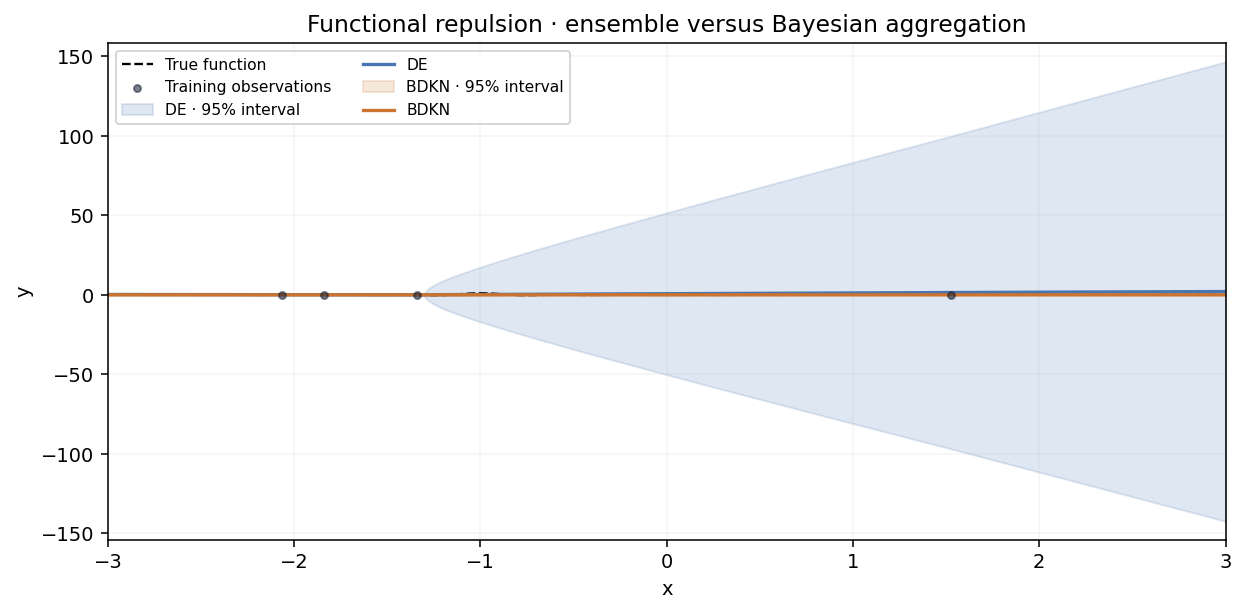 Functional repulsion · ensemble versus Bayesian aggregation
True function
Training observations
DE · 95% interval
DE
BDKN · 95% interval
BDKN
150
100
50
0
−50
−100
−150
y
−3
−2
−1
0
1
2
3
x